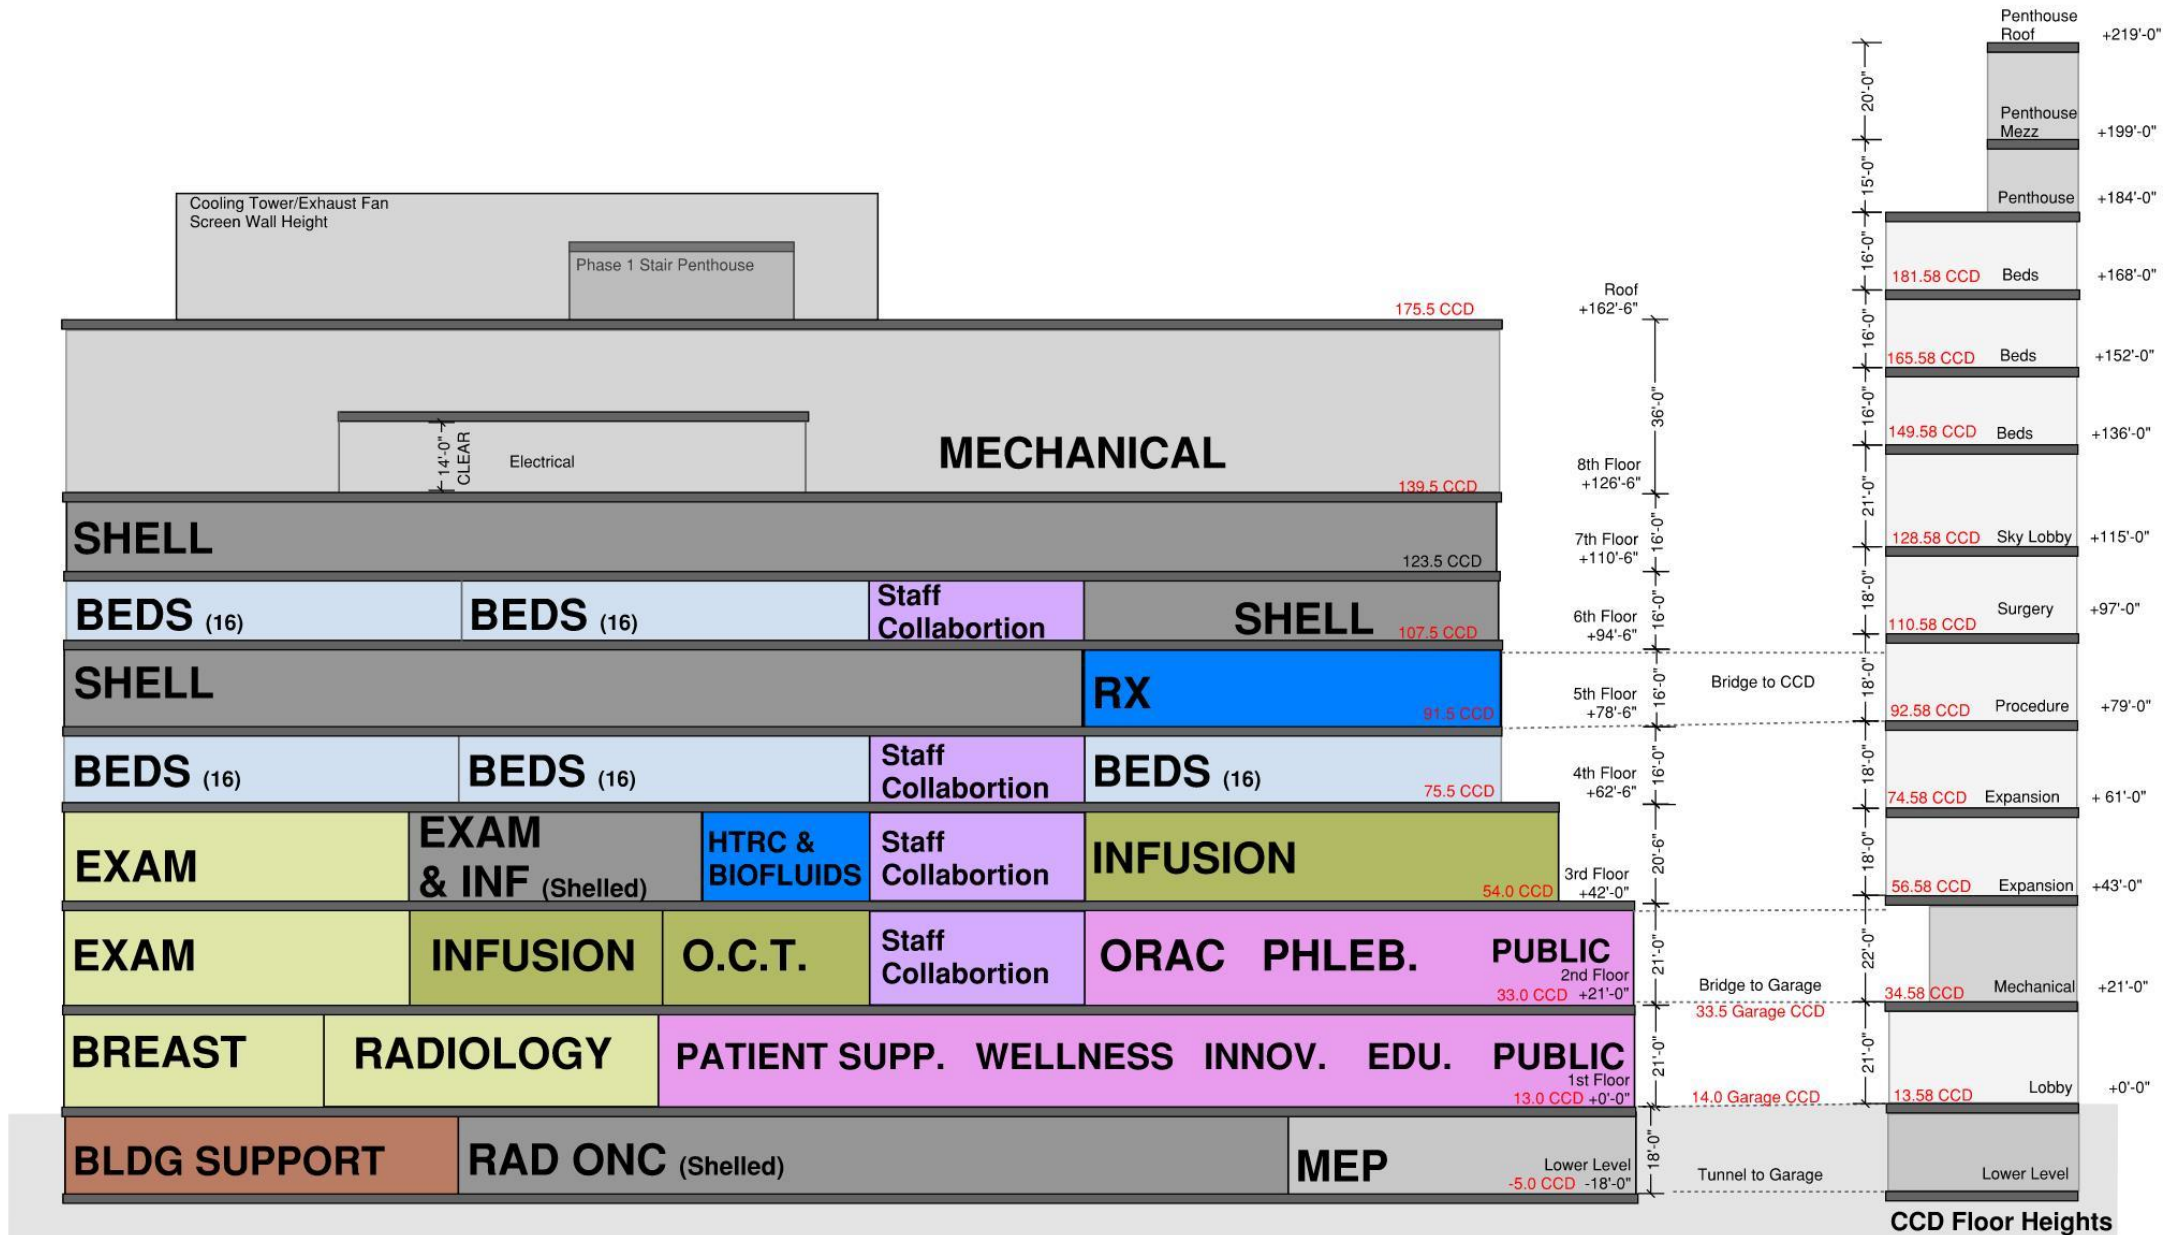 Penthouse
Roof
+219'-0"
20'-0"
Penthouse
Mezz
+199'-0"
15'-0"
Penthouse
+184'-0"
Cooling Tower/Exhaust Fan
Screen Wall Height
Phase 1 Stair Penthouse
16'-0"
181.58 CCD
Beds
+168'-0"
175.5 CCD
Roof
+162'-6"
16'-0"
165.58 CCD
Beds
+152'-0"
36'-0"
16'-0"
149.58 CCD
Beds
+136'-0"
14'-0"
CLEAR
Electrical
MECHANICAL
139.5 CCD
8th Floor
+126'-6"
21'-0"
128.58 CCD
Sky Lobby
+115'-0"
SHELL
123.5 CCD
7th Floor
+110'-6"
16'-0"
18'-0"
110.58 CCD
Surgery
+97'-0"
BEDS (16)
BEDS (16)
Staff
Collabortion
SHELL
107.5 CCD
6th Floor
+94'-6"
16'-0"
SHELL
RX
91.5 CCD
5th Floor
+78'-6"
16'-0"
Bridge to CCD
18'-0"
92.58 CCD
Procedure
+79'-0"
BEDS (16)
BEDS (16)
Staff
Collabortion
BEDS (16)
75.5 CCD
4th Floor
+62'-6"
16'-0"
18'-0"
74.58 CCD
Expansion
+ 61'-0"
EXAM
EXAM
& INF (Shelled)
HTRC &
BIOFLUIDS
Staff
Collabortion
INFUSION
54.0 CCD
3rd Floor
+42'-0"
20'-6"
18'-0"
56.58 CCD
Expansion
+43'-0"
EXAM
INFUSION
O.C.T.
Staff
Collabortion
ORAC PHLEB. PUBLIC
2nd Floor
33.0 CCD +21'-0"
21'-0"
Bridge to Garage
33.5 Garage CCD
22'-0"
34.58 CCD
Mechanical
+21'-0"
BREAST
RADIOLOGY
PATIENT SUPP. WELLNESS INNOV. EDU. PUBLIC
1st Floor
13.0 CCD +0'-0"
21'-0"
14.0 Garage CCD
21'-0"
13.58 CCD
Lobby
+0'-0"
BLDG SUPPORT
RAD ONC (Shelled)
MEP
Lower Level
-5.0 CCD -18'-0"
18'-0"
Tunnel to Garage
Lower Level
CCD Floor Heights